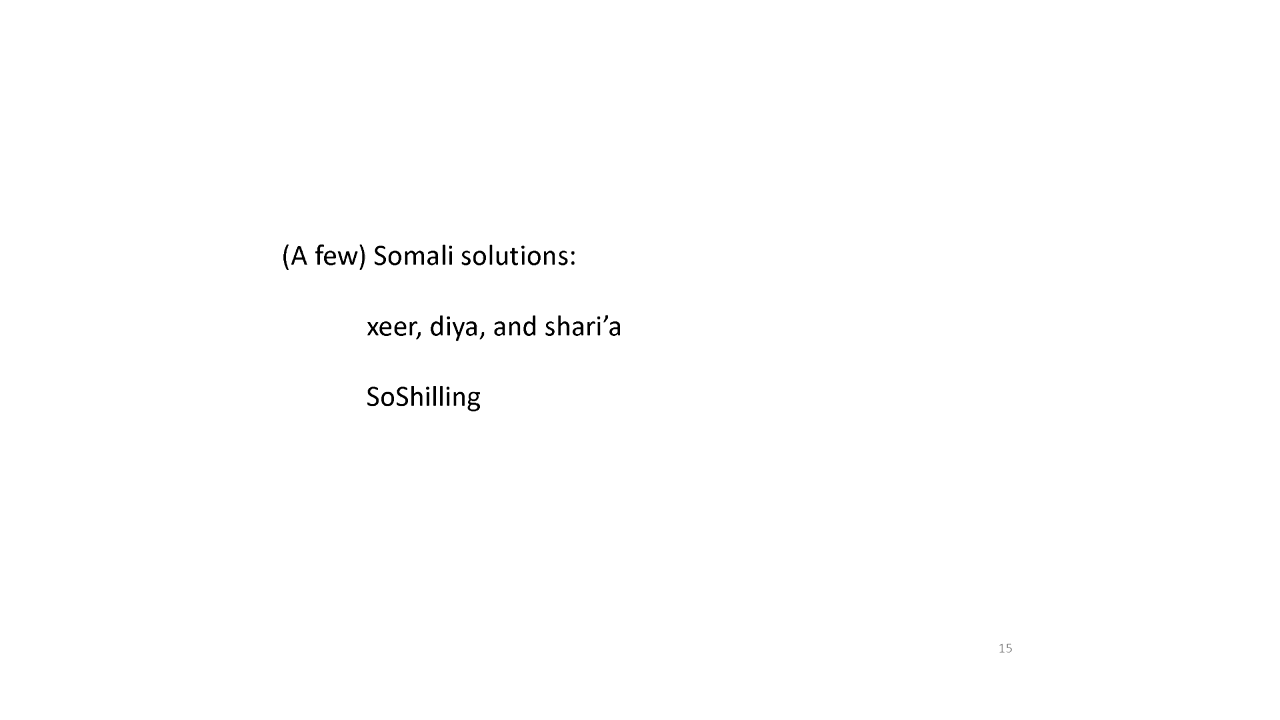 (A few) Somali solutions:
xeer, diya, and shari’a
SoShilling
15